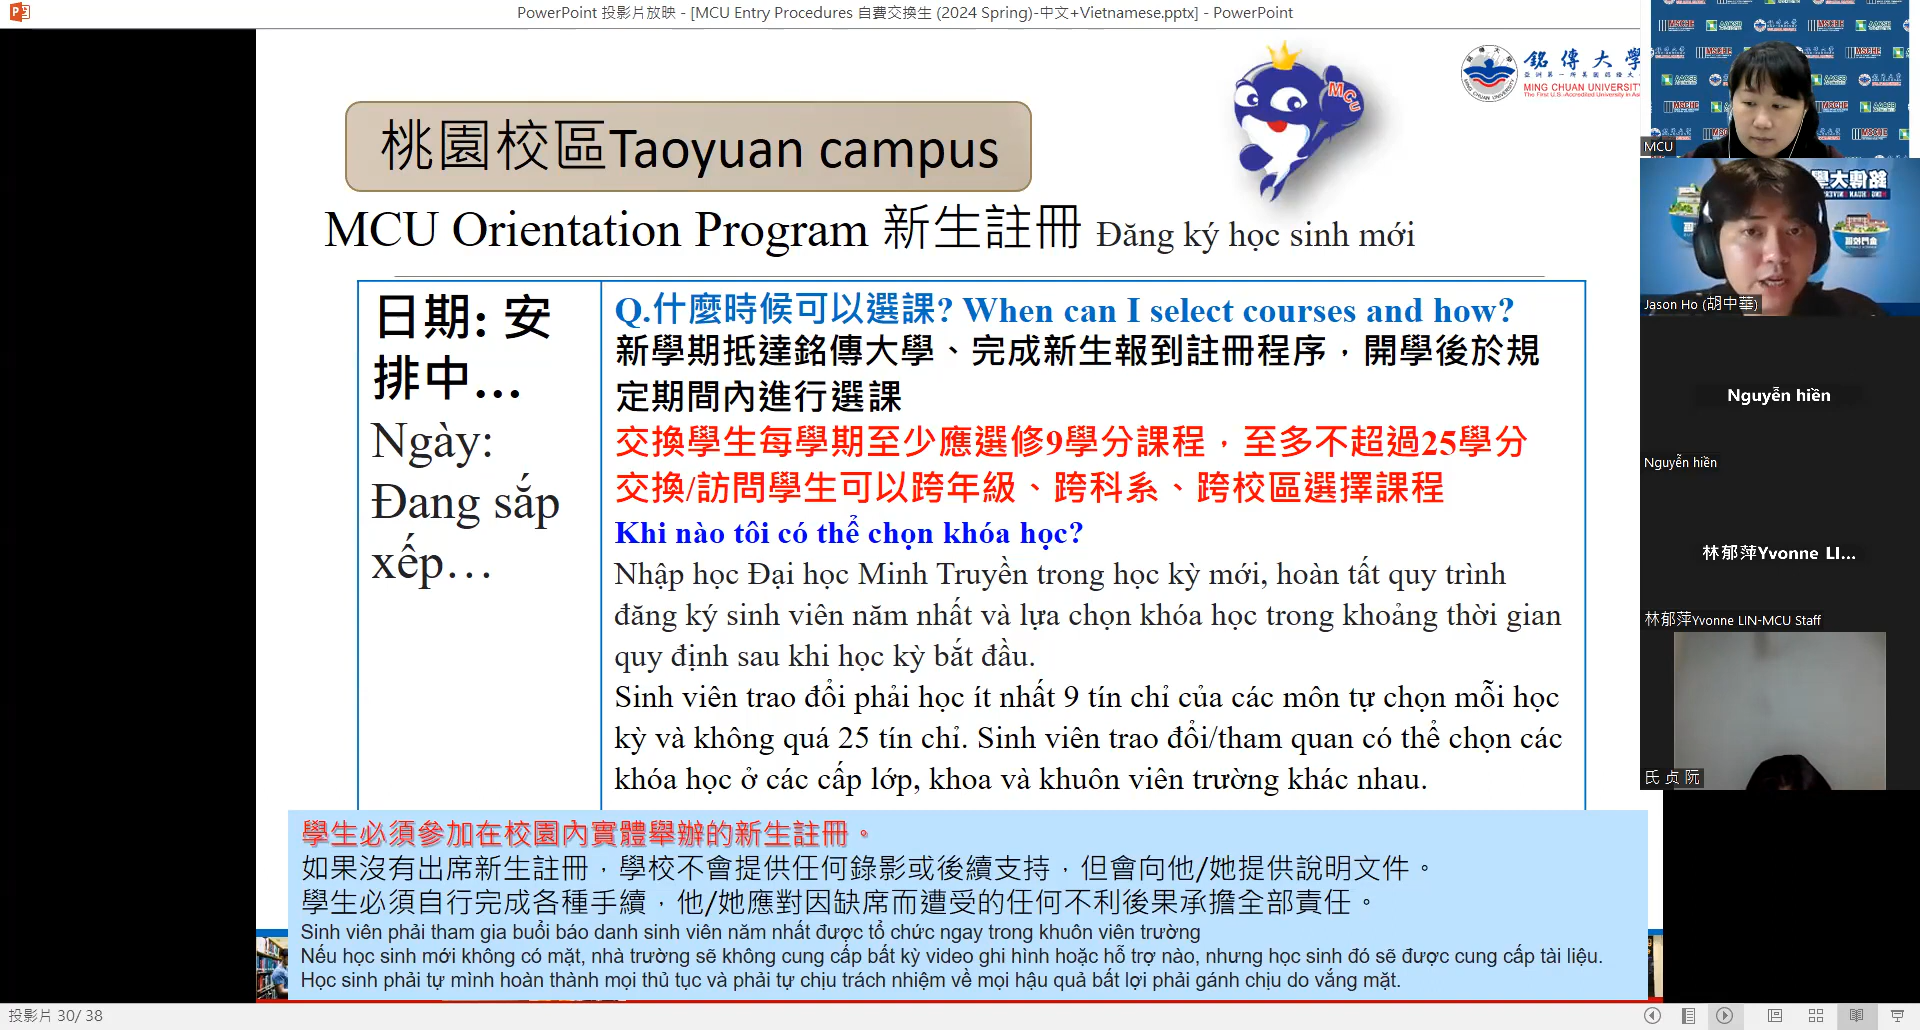 PowerPoint 投影片放映 - [MCU Entry Procedures 自費交換生 (2024 Spring)-中文+Vietnamese.pptx] - PowerPoint
銘傳大學
MING CHUAN UNIVERSITY
The First U.S.-Accredited University in Asia
MCU
桃園校區Taoyuan campus
MCU Orientation Program 新生註冊 Đăng ký học sinh mới
日期: 安
排中...
Ngày:
Đang sắp
xếp…
Q.什麼時候可以選課? When can I select courses and how?
新學期抵達銘傳大學、完成新生報到註冊程序，開學後於規
定期間內進行選課
交換學生每學期至少應選修9學分課程，至多不超過25學分
交換/訪問學生可以跨年級、跨科系、跨校區選擇課程
Khi nào tôi có thể chọn khóa học?
Nhập học Đại học Minh Truyền trong học kỳ mới, hoàn tất quy trình
đăng ký sinh viên năm nhất và lựa chọn khóa học trong khoảng thời gian
quy định sau khi học kỳ bắt đầu.
Sinh viên trao đổi phải học ít nhất 9 tín chỉ của các môn tự chọn mỗi học
kỳ và không quá 25 tín chỉ. Sinh viên trao đổi/tham quan có thể chọn các
khóa học ở các cấp lớp, khoa và khuôn viên trường khác nhau.
學生必須參加在校園內實體舉辦的新生註冊。
如果沒有出席新生註冊，學校不會提供任何錄影或後續支持，但會向他/她提供說明文件。
學生必須自行完成各種手續，他/她應對因缺席而遭受的任何不利後果承擔全部責任。
Sinh viên phải tham gia buổi báo danh sinh viên năm nhất được tổ chức ngay trong khuôn viên trường
Nếu học sinh mới không có mặt, nhà trường sẽ không cung cấp bất kỳ video ghi hình hoặc hỗ trợ nào, nhưng học sinh đó sẽ được cung cấp tài liệu.
Học sinh phải tự mình hoàn thành mọi thủ tục và phải tự chịu trách nhiệm về mọi hậu quả bất lợi phải gánh chịu do vắng mặt.
投影片 30/ 38
MCU
Jason Ho (胡中華)
Nguyễn hiền
Nguyễn hiền
林郁萍Yvonne LI...
林郁萍Yvonne LIN-MCU Staff
氏 贞 阮